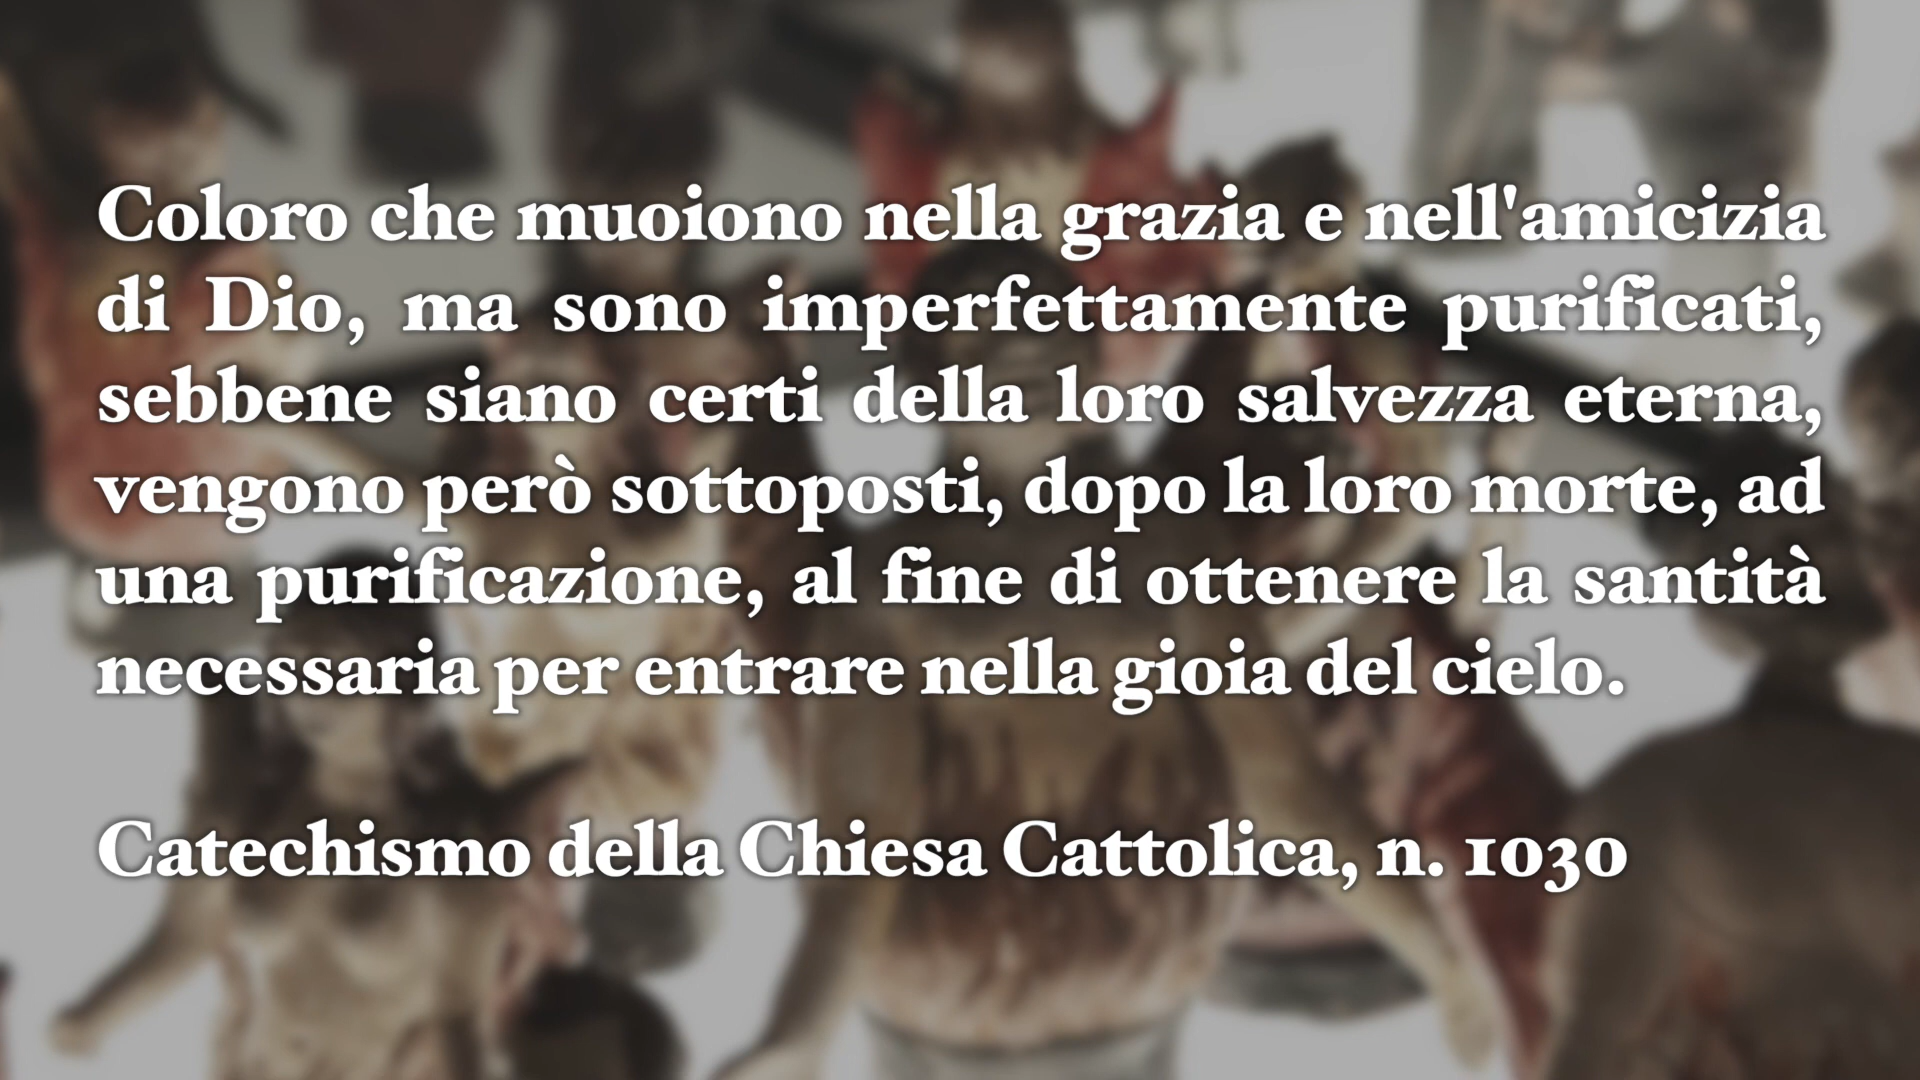 Coloro che muoiono nella grazia e nell'amicizia
di Dio, ma sono imperfettamente purificati,
sebbene siano certi della loro salvezza eterna,
vengono però sottoposti, dopo la loro morte, ad
una purificazione, al fine di ottenere la santità
necessaria per entrare nella gioia del cielo.
Catechismo della Chiesa Cattolica, n. 1030